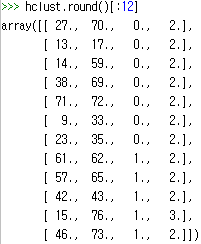 >>> hclust.round()[:12]
array([[ 27.,  70.,   0.,   2.],
       [ 13.,  17.,   0.,   2.],
       [ 14.,  59.,   0.,   2.],
       [ 38.,  69.,   0.,   2.],
       [ 71.,  72.,   0.,   2.],
       [  9.,  33.,   0.,   2.],
       [ 23.,  35.,   0.,   2.],
       [ 61.,  62.,   1.,   2.],
       [ 57.,  65.,   1.,   2.],
       [ 42.,  43.,   1.,   2.],
       [ 15.,  76.,   1.,   3.],
       [ 46.,  73.,   1.,   2.]])